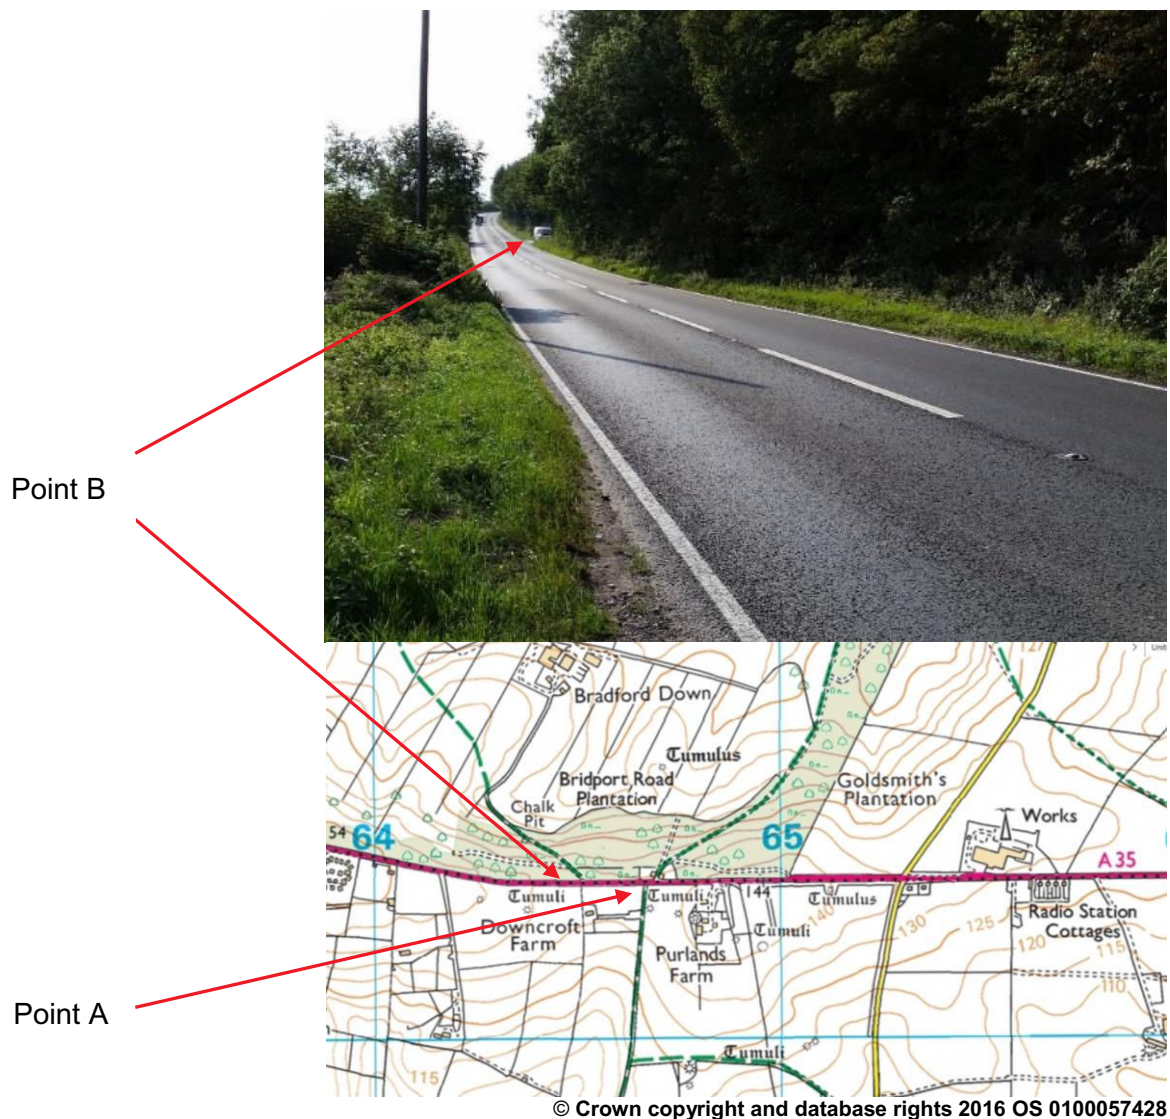 Point B
Unit
Bradford Down
Tumulus
Bridport Road
Plantation
Goldsmith's
Plantation
Chalk
Pit
Works
54
64
65
A 35
Tumuli
Tumuli
144
Tumulus
140
130
125
Radio Station
Cottages
Downcroft
Farm
Tumuli
120
115
Purlands
Farm
110
Point A
Tumuli
115
© Crown copyright and database rights 2016 OS 0100057428